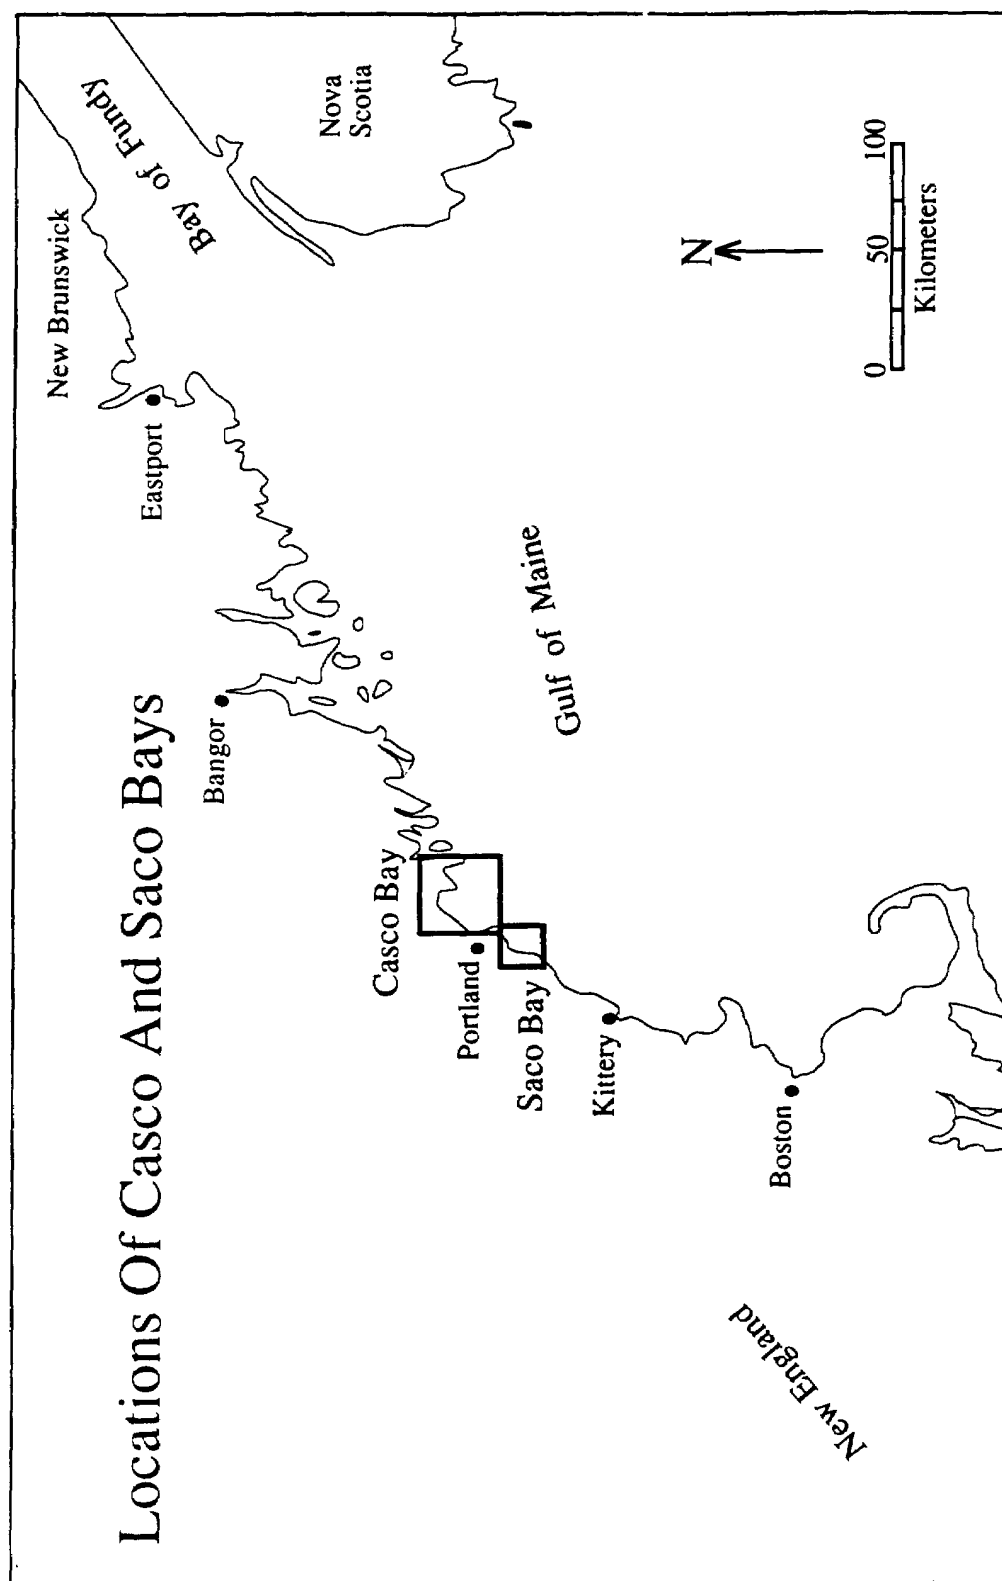 Locations Of Casco And Saco Bays
New Brunswick
Bay of Fundy
Nova
Scotia
Eastport
Bangor
Casco Bay
Portland
Saco Bay
Kittery
Boston
Gulf of Maine
New England
N
0 50 100
Kilometers